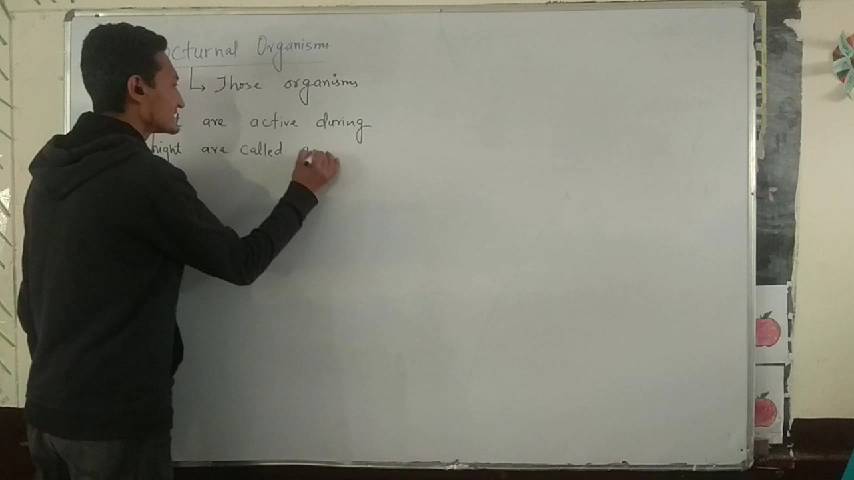 cturnal Organisms
↳ Those organisms
are active during
night are called